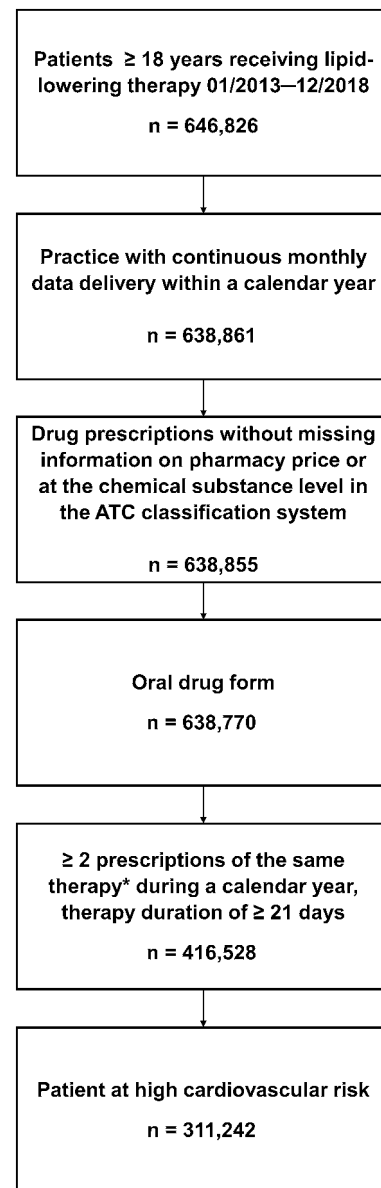 Patients ≥ 18 years receiving lipid-
lowering therapy 01/2013—12/2018
n = 646,826
Practice with continuous monthly
data delivery within a calendar year
n = 638,861
Drug prescriptions without missing
information on pharmacy price or
at the chemical substance level in
the ATC classification system
n = 638,855
Oral drug form
n = 638,770
≥ 2 prescriptions of the same
therapy* during a calendar year,
therapy duration of ≥ 21 days
n = 416,528
Patient at high cardiovascular risk
n = 311,242